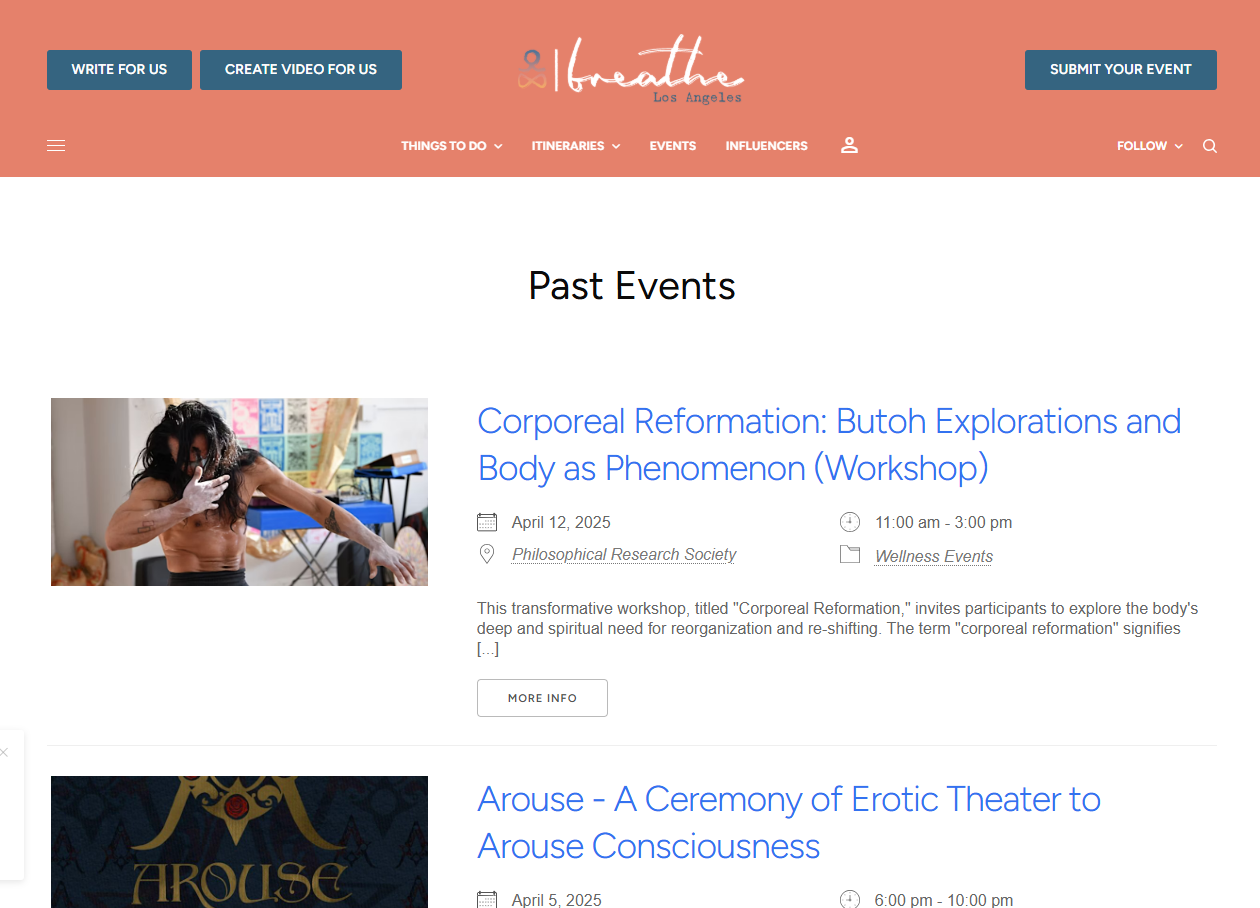 WRITE FOR US
CREATE VIDEO FOR US
breathe
Los Angeles
SUBMIT YOUR EVENT
THINGS TO DO
ITINERARIES
EVENTS
INFLUENCERS
FOLLOW
Past Events
Corporeal Reformation: Butoh Explorations and
Body as Phenomenon (Workshop)
April 12, 2025
11:00 am - 3:00 pm
Philosophical Research Society
Wellness Events
This transformative workshop, titled "Corporeal Reformation," invites participants to explore the body's
deep and spiritual need for reorganization and re-shifting. The term "corporeal reformation" signifies
[...]
MORE INFO
AROUSE
Arouse - A Ceremony of Erotic Theater to
Arouse Consciousness
April 5, 2025
6:00 pm - 10:00 pm